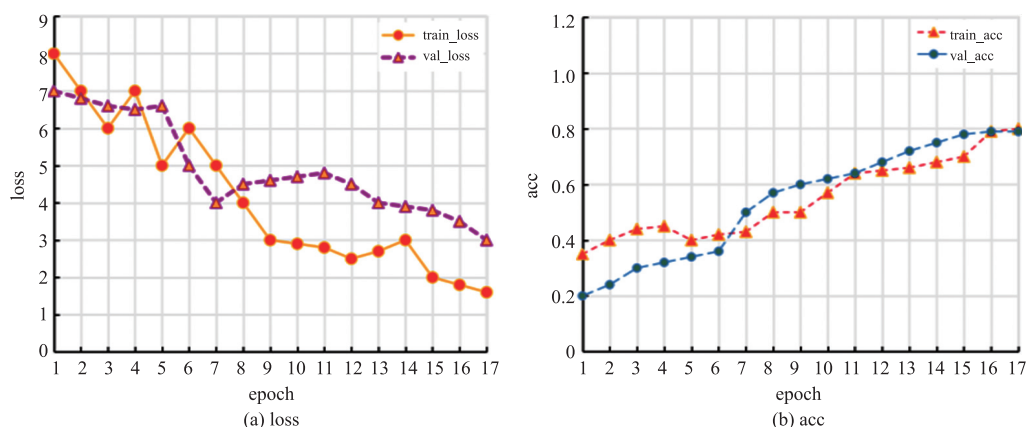 9
8
7
6
5
4
3
2
1
0
loss
train_loss
val_loss
1 2 3 4 5 6 7 8 9 10 11 12 13 14 15 16 17
epoch
(a) loss
1.2
1.0
0.8
0.6
0.4
0.2
0
acc
train_acc
val_acc
1 2 3 4 5 6 7 8 9 10 11 12 13 14 15 16 17
epoch
(b) acc